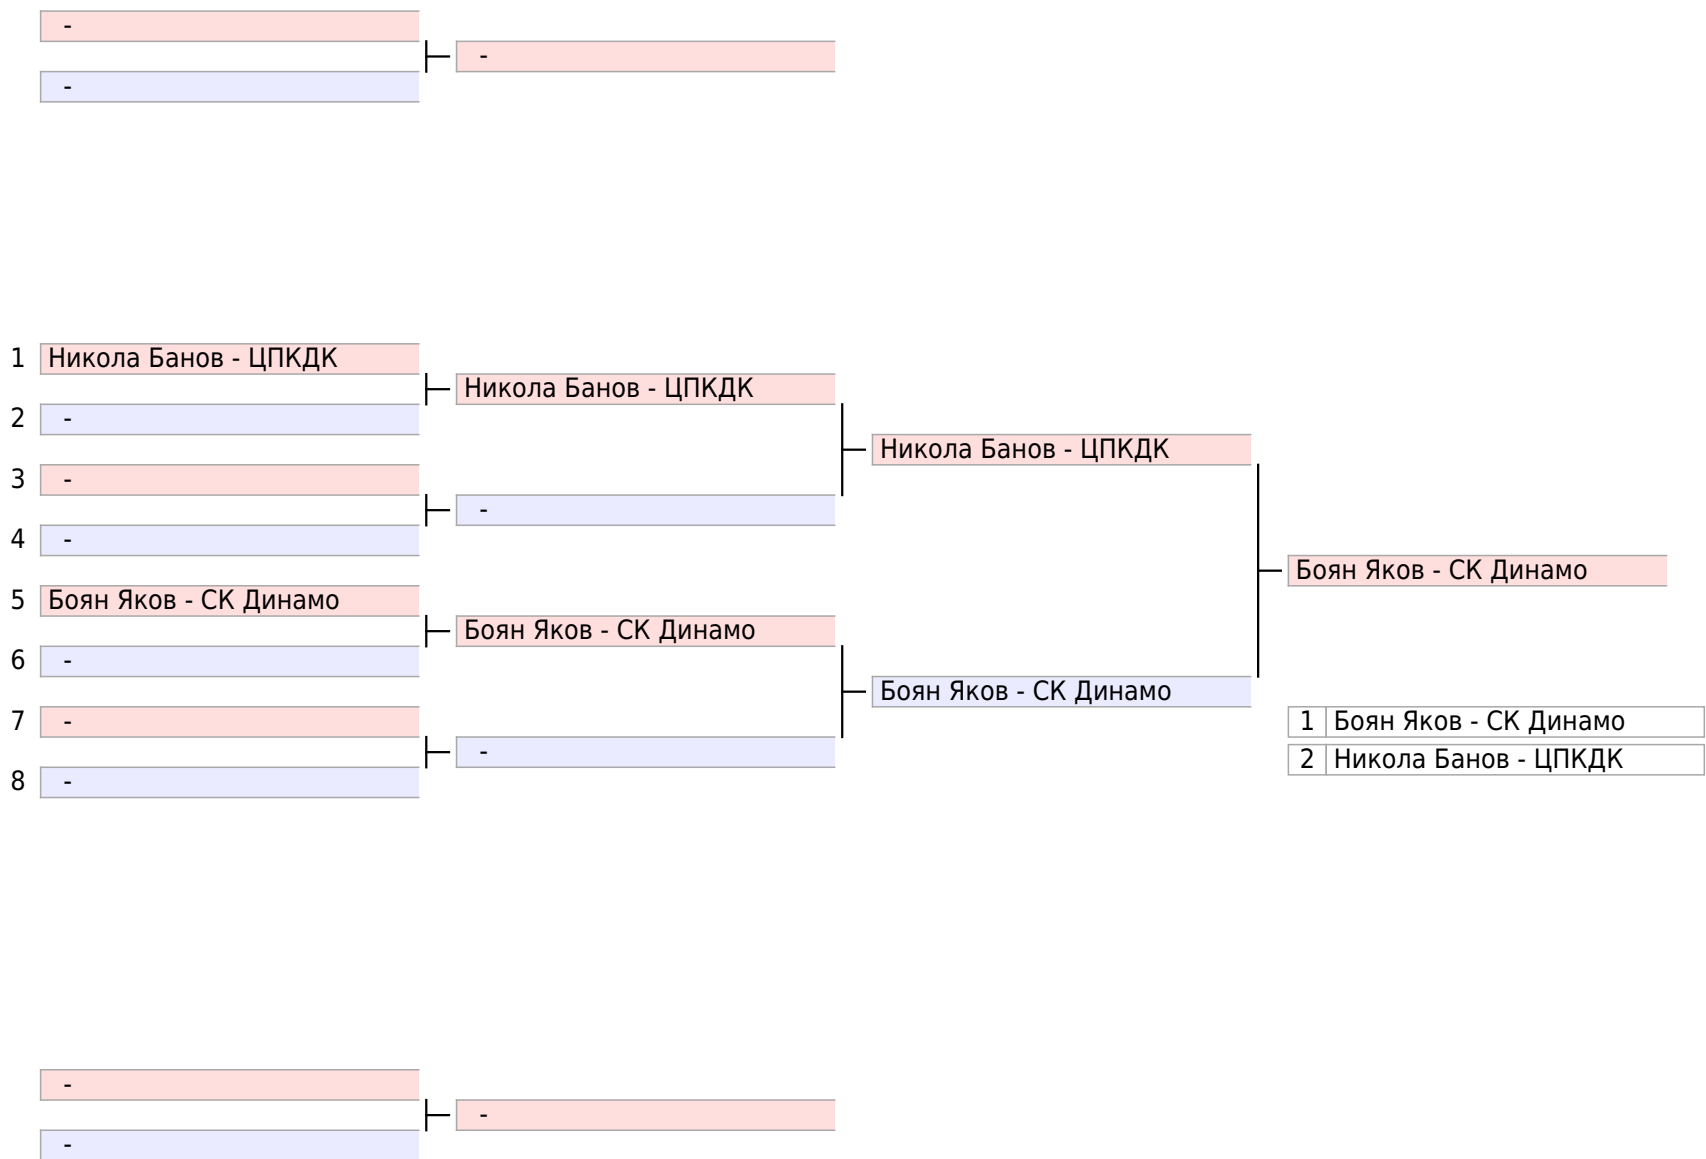 -
-
-
1 Никола Банов - ЦПКДК
Никола Банов - ЦПКДК
2 -
Никола Банов - ЦПКДК
3 -
-
4 -
Боян Яков - СК Динамо
5 Боян Яков - СК Динамо
Боян Яков - СК Динамо
6 -
Боян Яков - СК Динамо
7 -
1 Боян Яков - СК Динамо
-
2 Никола Банов - ЦПКДК
8 -
-
-
-